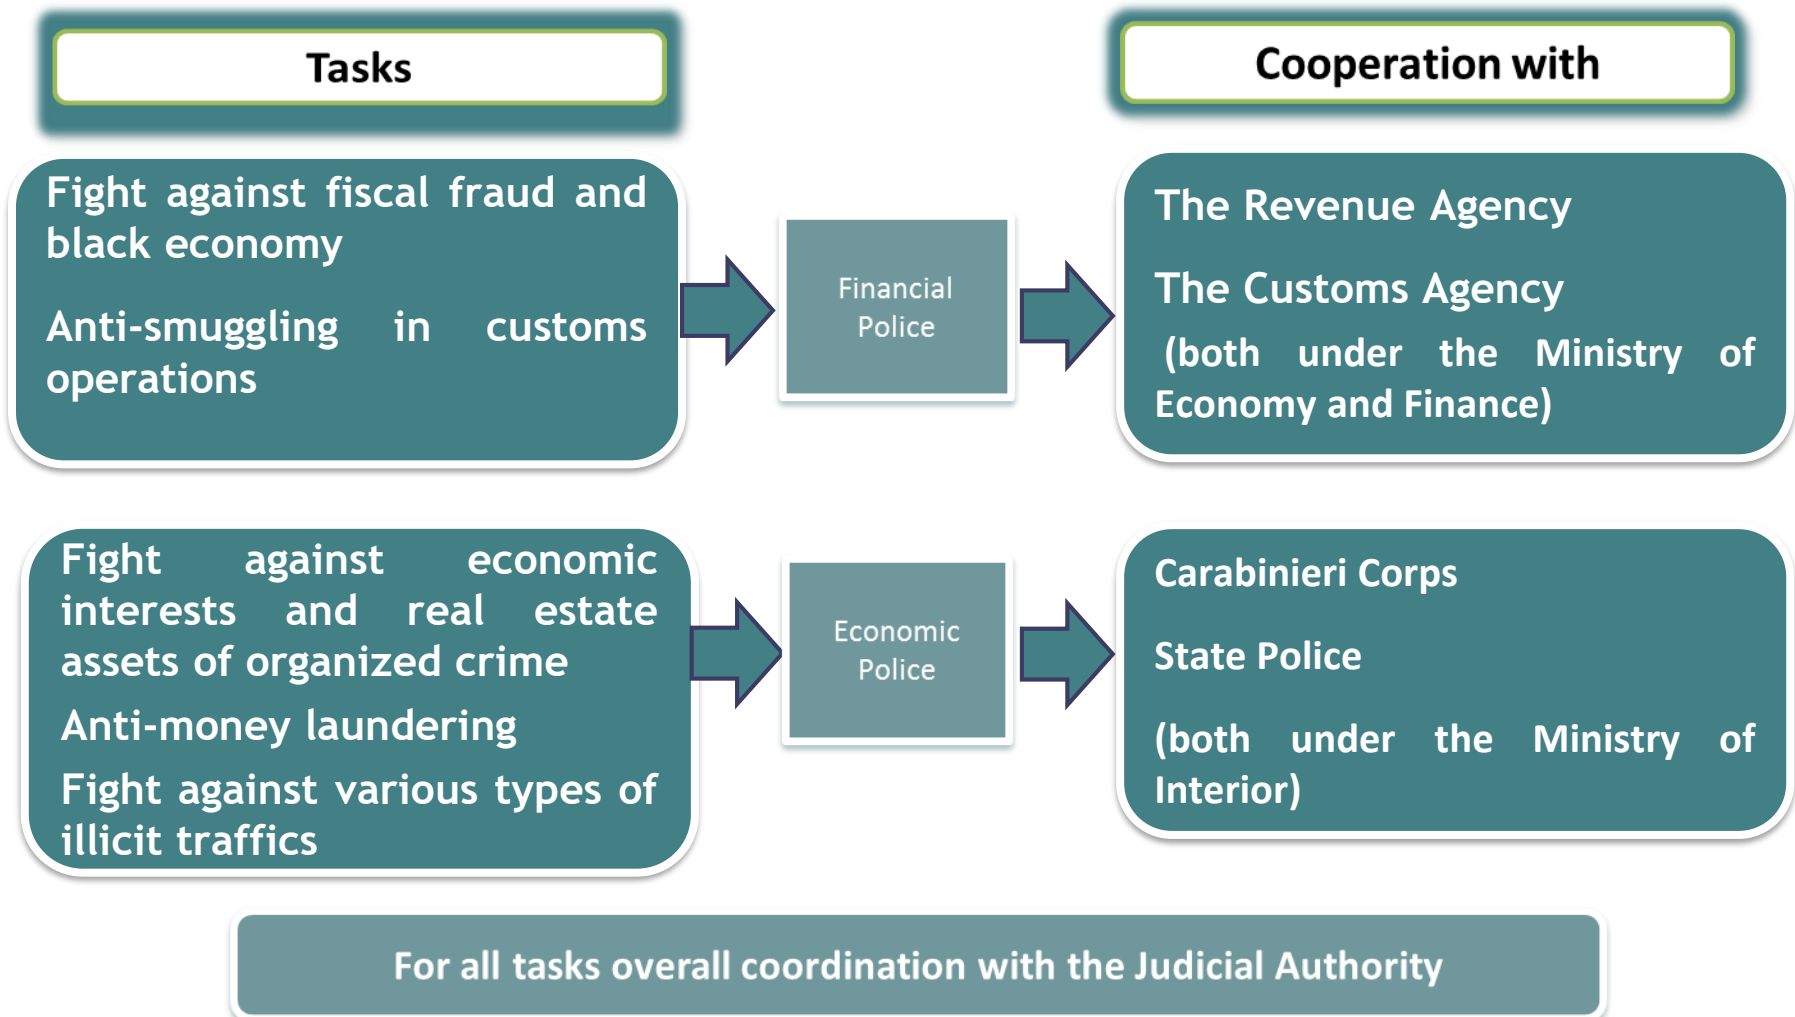 Tasks
Cooperation with
Fight against fiscal fraud and
black economy
Anti-smuggling in customs
operations
Financial
Police
The Revenue Agency
The Customs Agency
(both under the Ministry of
Economy and Finance)
Fight against economic
interests and real estate
assets of organized crime
Anti-money laundering
Fight against various types of
illicit traffics
Economic
Police
Carabinieri Corps
State Police
(both under the Ministry of
Interior)
For all tasks overall coordination with the Judicial Authority